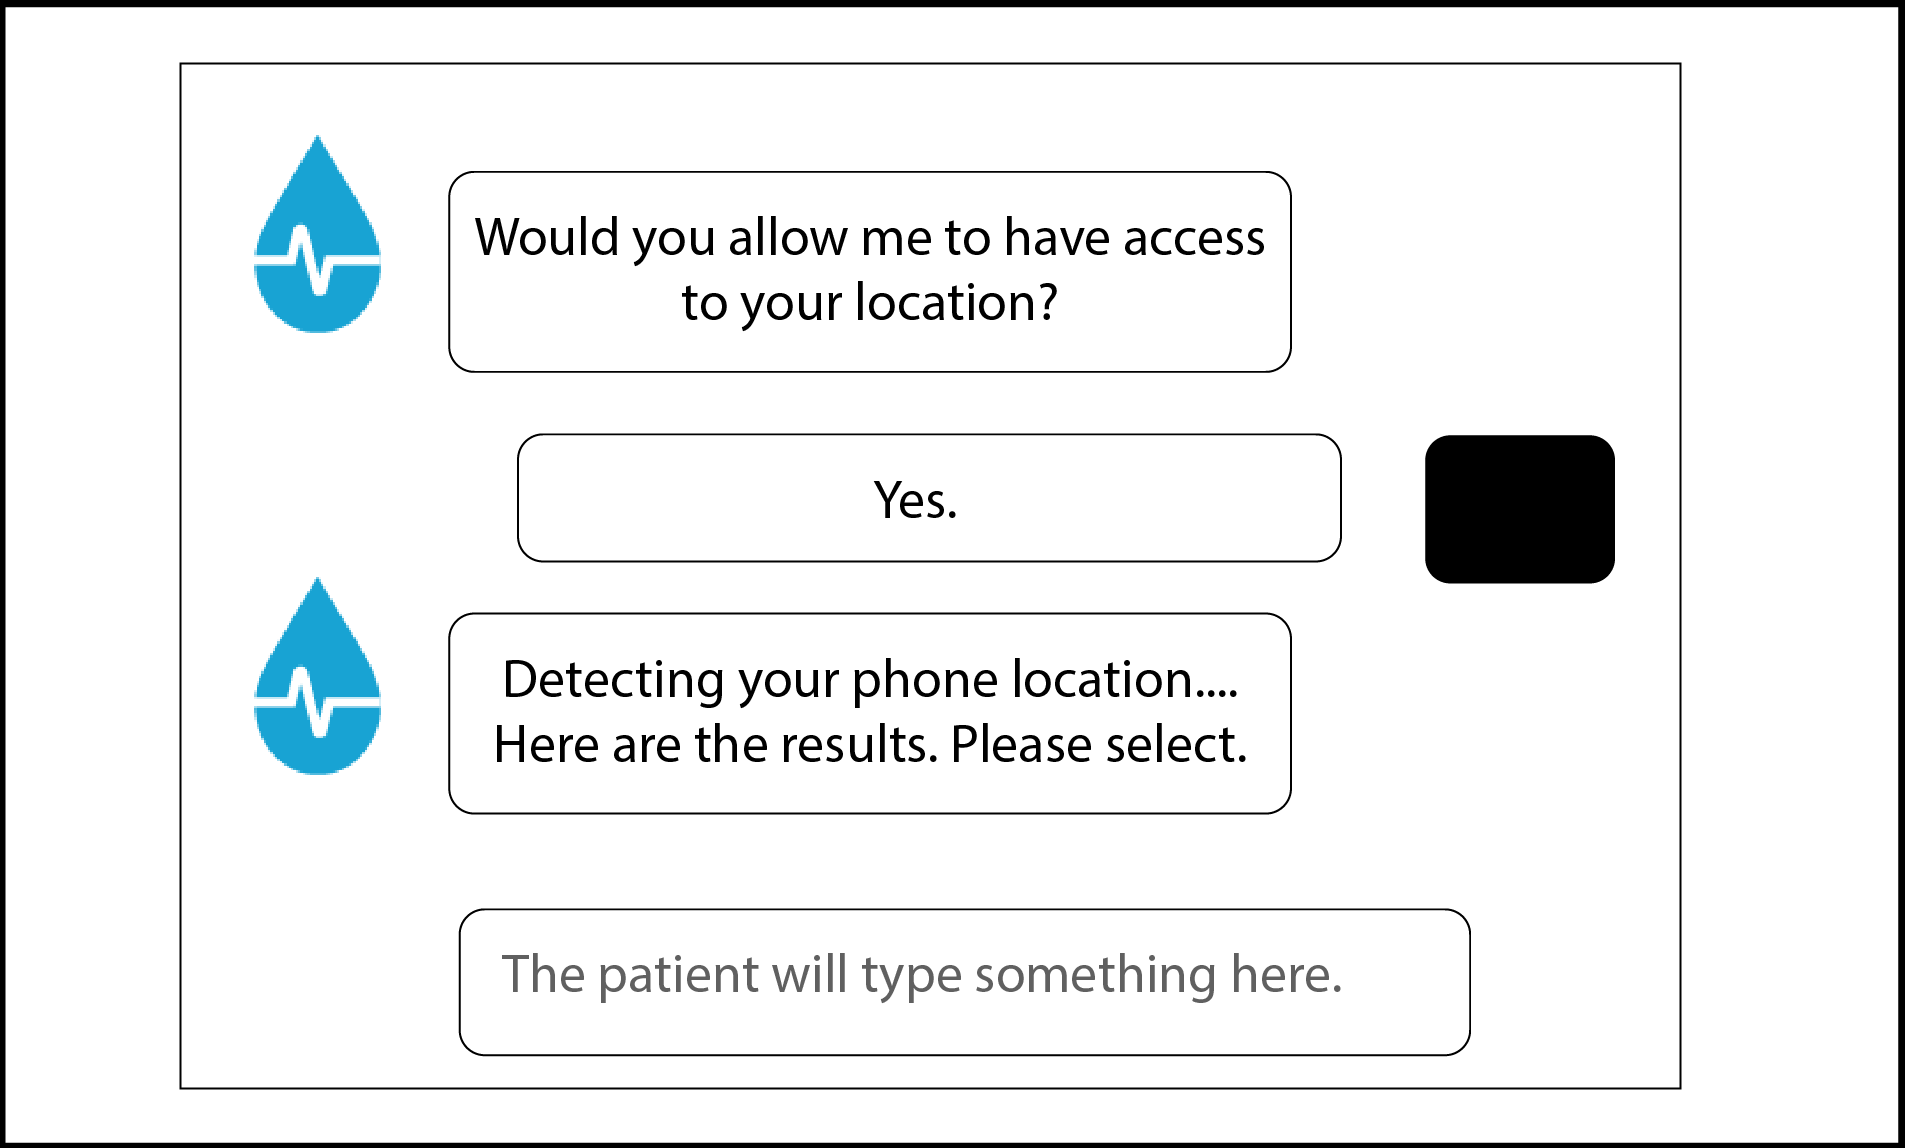 Would you allow me to have access
to your location?
Yes.
Detecting your phone location....
Here are the results. Please select.
The patient will type something here.